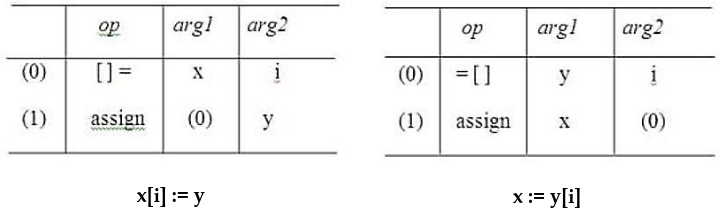 op arg1 arg2
(0) [ ] = x i
(1) assign (0) y
x[i] := y
op arg1 arg2
(0) = [ ] y i
(1) assign x (0)
x := y[i]